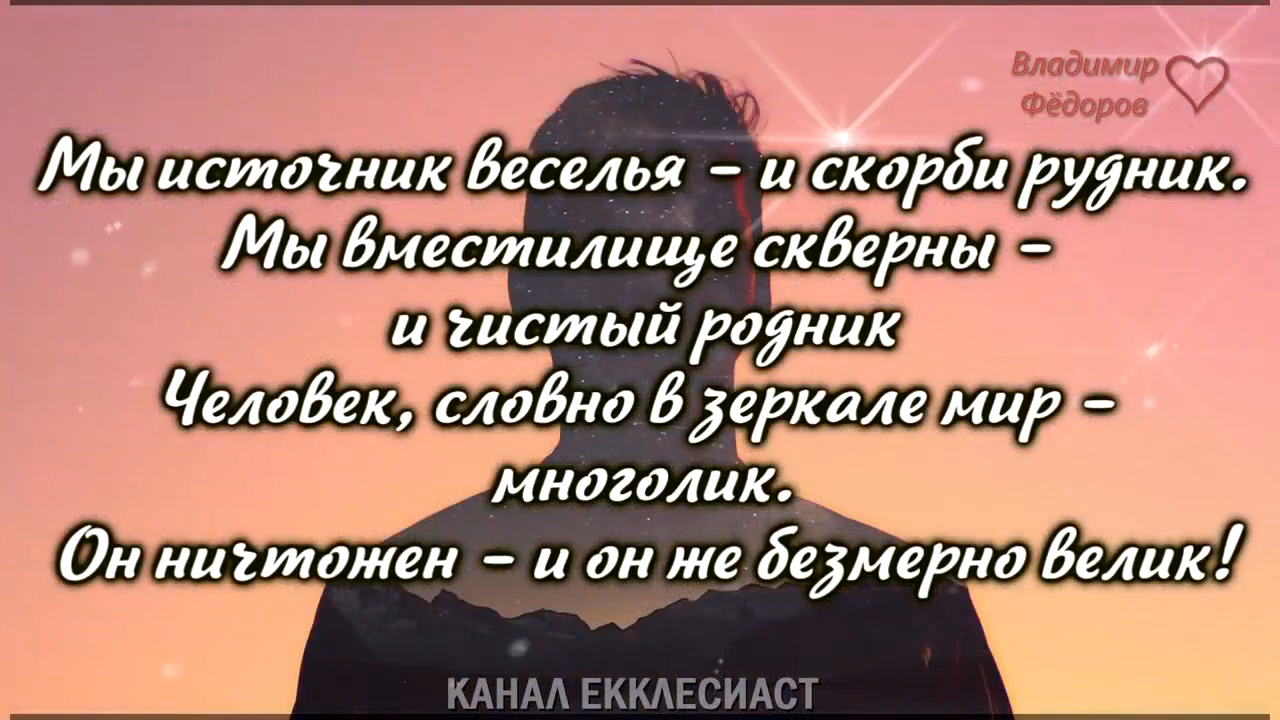 Владимир
Фёдоров
Мы источник веселья – и скорби рудник.
Мы вместилище скверны –
и чистый родник
Человек, словно в зеркале мир –
многолик.
Он ничтожен – и он же безмерно велик!
КАНАЛ ЕККЛЕСИАСТ